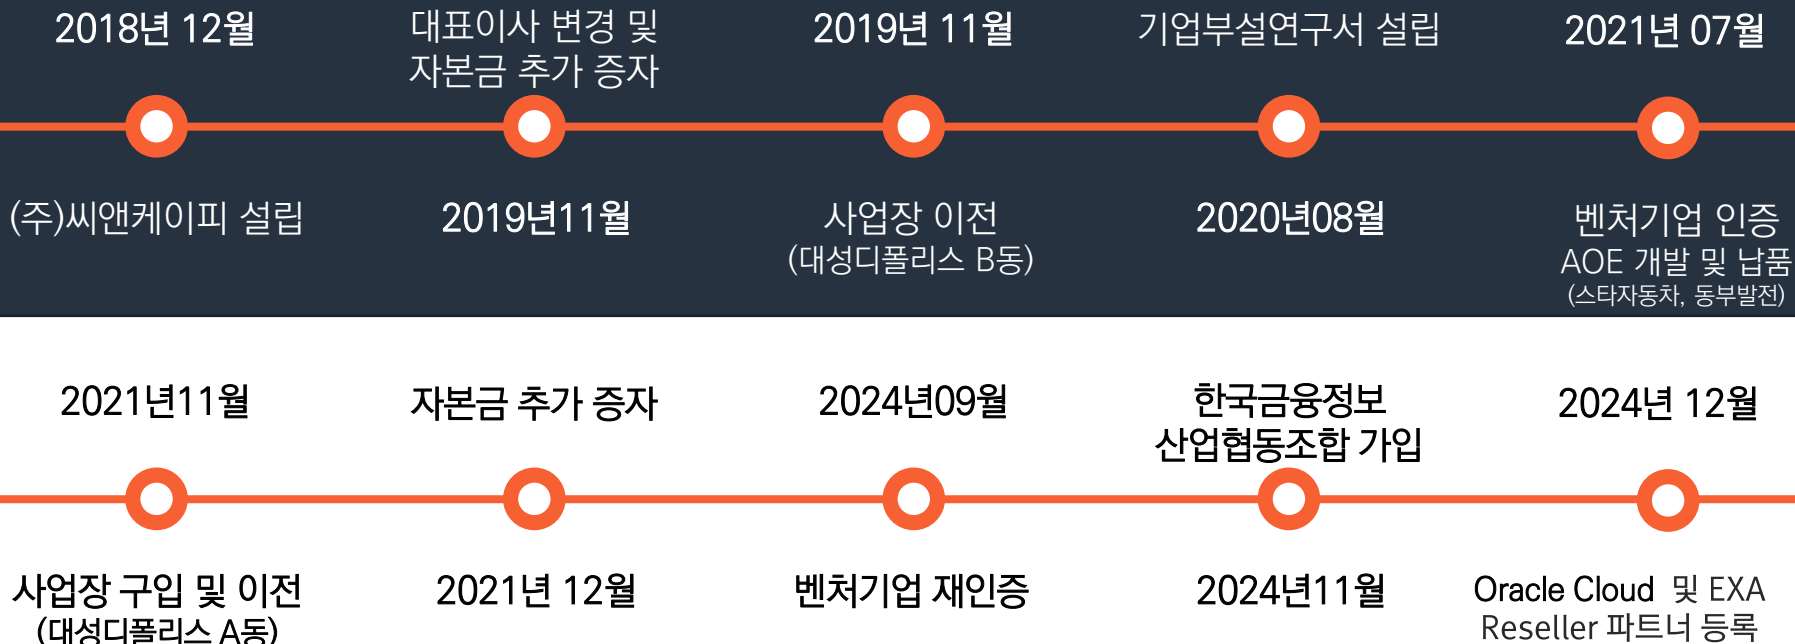 2018년 12월
(주)씨앤케이피 설립
대표이사 변경 및
자본금 추가 증자
2019년11월
2019년 11월
사업장 이전
(대성디폴리스 B동)
기업부설연구서 설립
2020년08월
2021년 07월
벤처기업 인증
AOE 개발 및 납품
(스타자동차, 동부발전)
2021년11월
사업장 구입 및 이전
(대성디폴리스 A동)
자본금 추가 증자
2021년 12월
2024년09월
벤처기업 재인증
한국금융정보
산업협동조합 가입
2024년11월
2024년 12월
Oracle Cloud 및 EXA
Reseller 파트너 등록